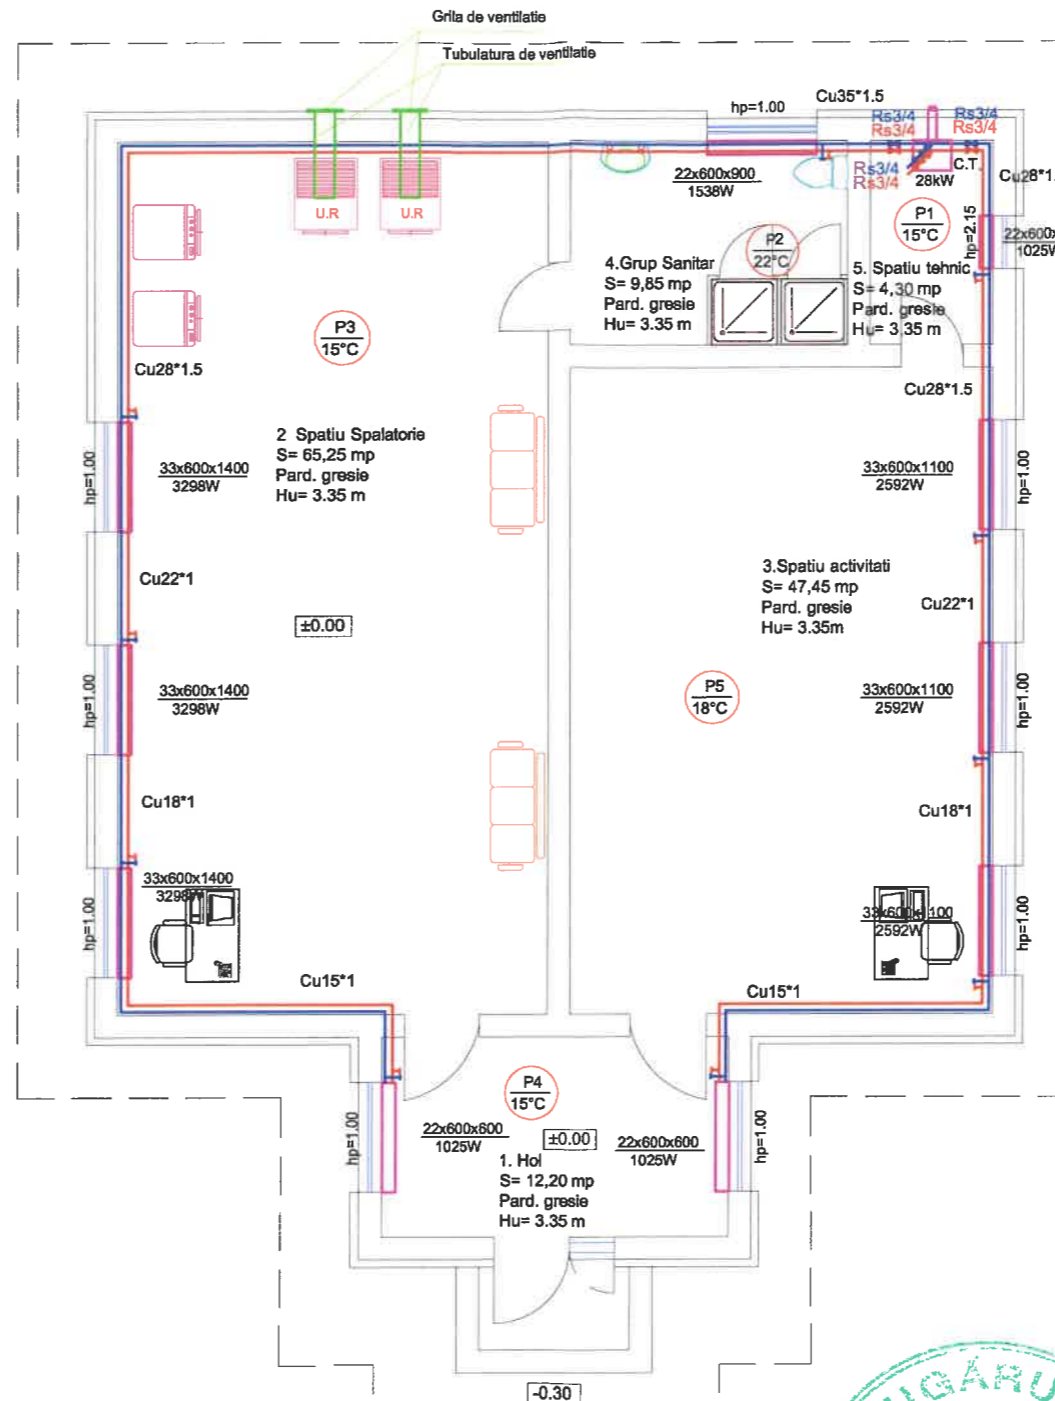 Grila de ventilatie
Tubulatura de ventilatie
hp=1.00
Cu35*1.5
Rs3/4
Rs3/4
Rs3/4
Rs3/4
22x600x900
1538W
Rs3/4
Rs3/4
C.T.
28kW
Cu28*1.
U.R
U.R
P1
15°C
hp=2.15
22x600x
1025W
P2
22°C
4.Grup Sanitar
S= 9,85 mp
Pard. gresie
Hu= 3.35 m
5. Spatiu tehnic
S= 4,30 mp
Pard. gresie
Hu= 3.35 m
P3
15°C
Cu28*1.5
Cu28*1.5
2 Spatiu Spalatorie
S= 65,25 mp
Pard. gresie
Hu= 3.35 m
hp=1.00
33x600x1400
3298W
33x600x1100
2592W
hp=1.00
Cu22*1
3.Spatiu activitati
S= 47,45 mp
Pard. gresie
Hu= 3.35m
Cu22*1
±0.00
hp=1.00
33x600x1400
3298W
P5
18°C
33x600x1100
2592W
hp=1.00
Cu18*1
Cu18*1
33x600x1400
3298W
hp=1.00
33x600x1100
2592W
hp=1.00
Cu15*1
Cu15*1
P4
15°C
hp=1.00
22x600x600
1025W
±0.00
22x600x600
1025W
hp=1.00
1. Hol
S= 12,20 mp
Pard. gresie
Hu= 3.35 m
-0.30
UGĂRU